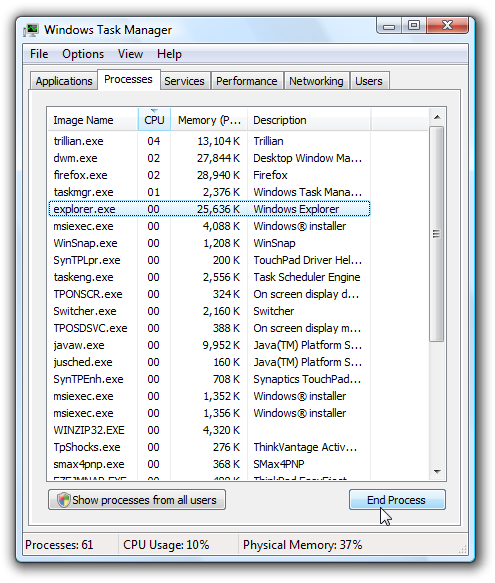 Windows Task Manager
File Options View Help
Applications Processes Services Performance Networking Users
Image Name CPU Memory (P... Description
trillian.exe 04 13,104 K Trillian
dwm.exe 02 27,844 K Desktop Window Ma...
firefox.exe 02 28,940 K Firefox
taskmgr.exe 01 2,376 K Windows Task Mana...
explorer.exe 00 25,636 K Windows Explorer
msiexec.exe 00 4,088 K Windows® installer
WinSnap.exe 00 1,208 K WinSnap
SynTPLpr.exe 00 200 K TouchPad Driver Hel...
taskeng.exe 00 2,556 K Task Scheduler Engine
TPONSCR.exe 00 324 K On screen display d...
Switcher.exe 00 2,160 K Switcher
TPOSDSVC.exe 00 388 K On screen display m...
javaw.exe 00 9,952 K Java(TM) Platform S...
jusched.exe 00 160 K Java(TM) Platform S...
SynTPEnh.exe 00 708 K Synaptics TouchPad...
msiexec.exe 00 1,352 K Windows® installer
msiexec.exe 00 1,356 K Windows® installer
WINZIP32.EXE 00 4,320 K
TpShocks.exe 00 276 K ThinkVantage Activ...
smax4pnp.exe 00 368 K SMax4PNP
Show processes from all users End Process
Processes: 61 CPU Usage: 10% Physical Memory: 37%